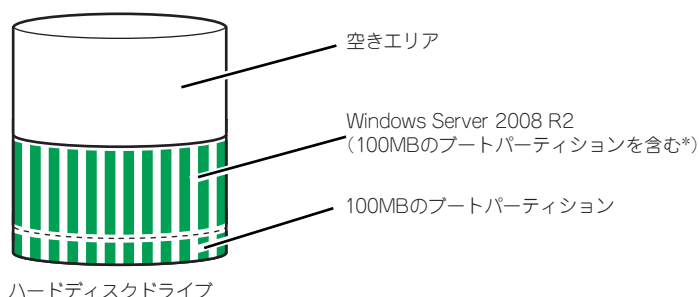 空きエリア
Windows Server 2008 R2
（100MBのブートパーティションを含む*）
100MBのブートパーティション
ハードディスクドライブ